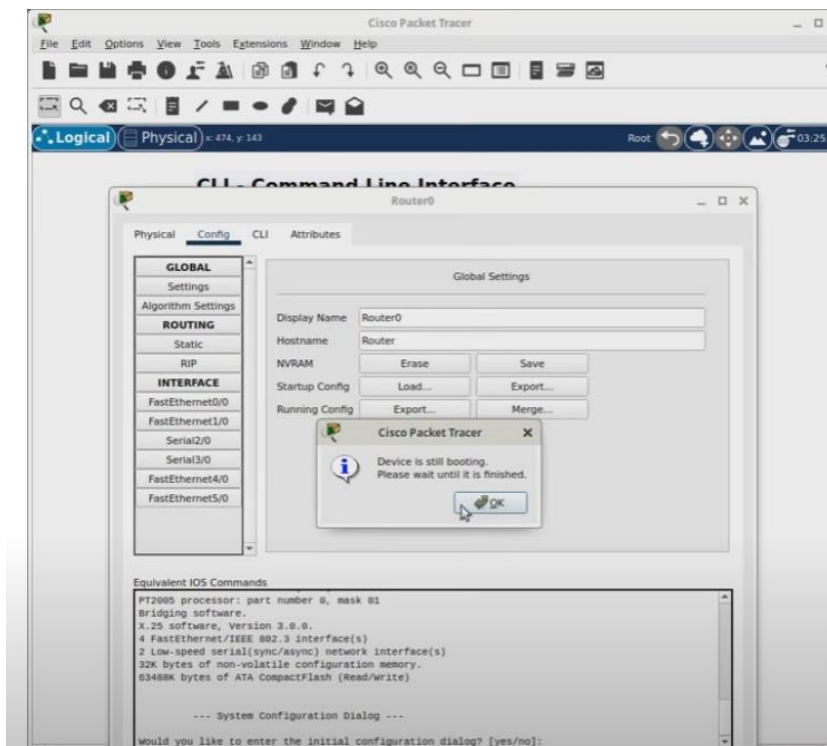 Cisco Packet Tracer
File Edit Options View Tools Extensions Window Help
Logical Physical x: 474, y: 143 Root 03:25
CLI - Command Line Interface
Router0
Physical Config CLI Attributes
GLOBAL
Settings
Algorithm Settings
ROUTING
Static
RIP
INTERFACE
FastEthernet0/0
FastEthernet1/0
Serial2/0
Serial3/0
FastEthernet4/0
FastEthernet5/0
Global Settings
Display Name Router0
Hostname Router
NVRAM Erase Save
Startup Config Load... Export...
Running Config Export... Merge...
Cisco Packet Tracer
Device is still booting.
Please wait until it is finished.
OK
Equivalent IOS Commands
PT2005 processor: part number 0, mask 01
Bridging software.
X.25 software, Version 3.0.0.
4 FastEthernet/IEEE 802.3 interface(s)
2 Low-speed serial(sync/async) network interface(s)
32K bytes of non-volatile configuration memory.
63488K bytes of ATA CompactFlash (Read/Write)
--- System Configuration Dialog ---
Would you like to enter the initial configuration dialog? [yes/no]: